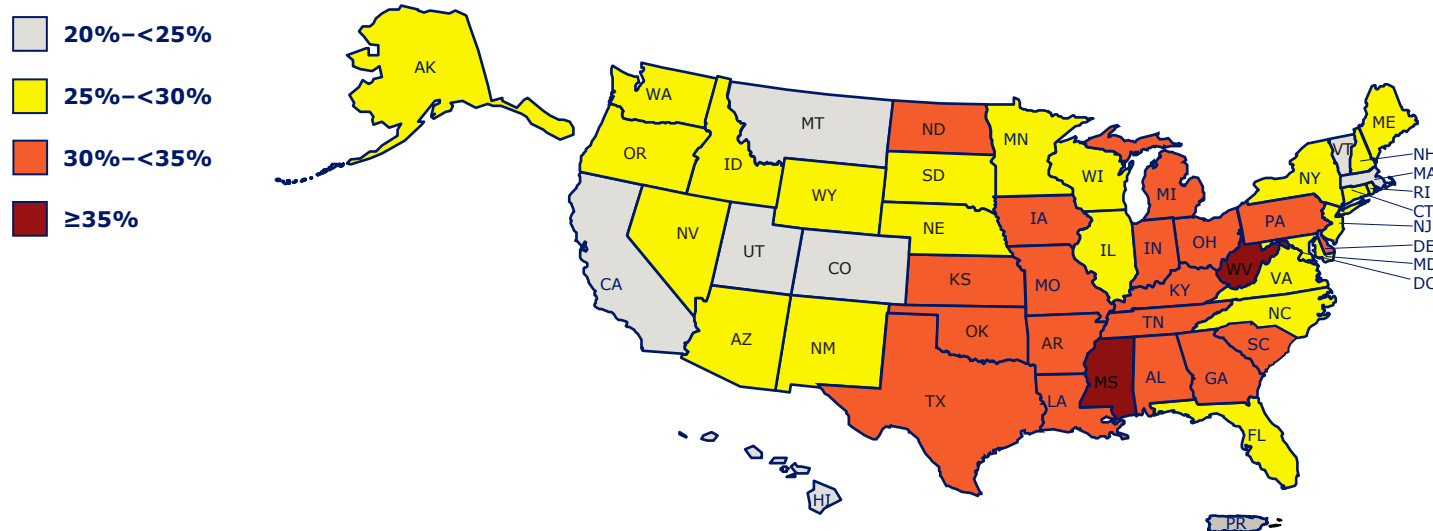 20%–<25%
25%–<30%
30%–<35%
≥35%
AK
WA
OR
ID
MT
ND
MN
SD
WY
WI
MI
ME
VT
NH
MA
RI
CT
NJ
NY
PA
DE
MD
DC
CA
NV
UT
CO
NE
IA
IL
IN
OH
WV
VA
KS
MO
KY
NC
TN
AZ
NM
OK
AR
SC
TX
LA
MS
AL
GA
FL
HI
PR